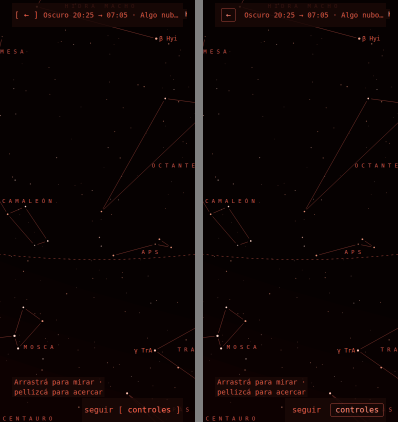 [ ← ] Oscuro 20:25 → 07:05 · Algo nubo…
β Hyi
MESA
OCTANTE
CAMALEÓN
APS
MOSCA
γ TrA
TRA
Arrastrá para mirar ·
pellizcá para acercar
seguir [ controles ]
CENTAURO
← Oscuro 20:25 → 07:05 · Algo nubo…
β Hyi
MESA
OCTANTE
CAMALEÓN
APS
MOSCA
γ TrA
TRA
Arrastrá para mirar ·
pellizcá para acercar
seguir controles
S
CENTAURO